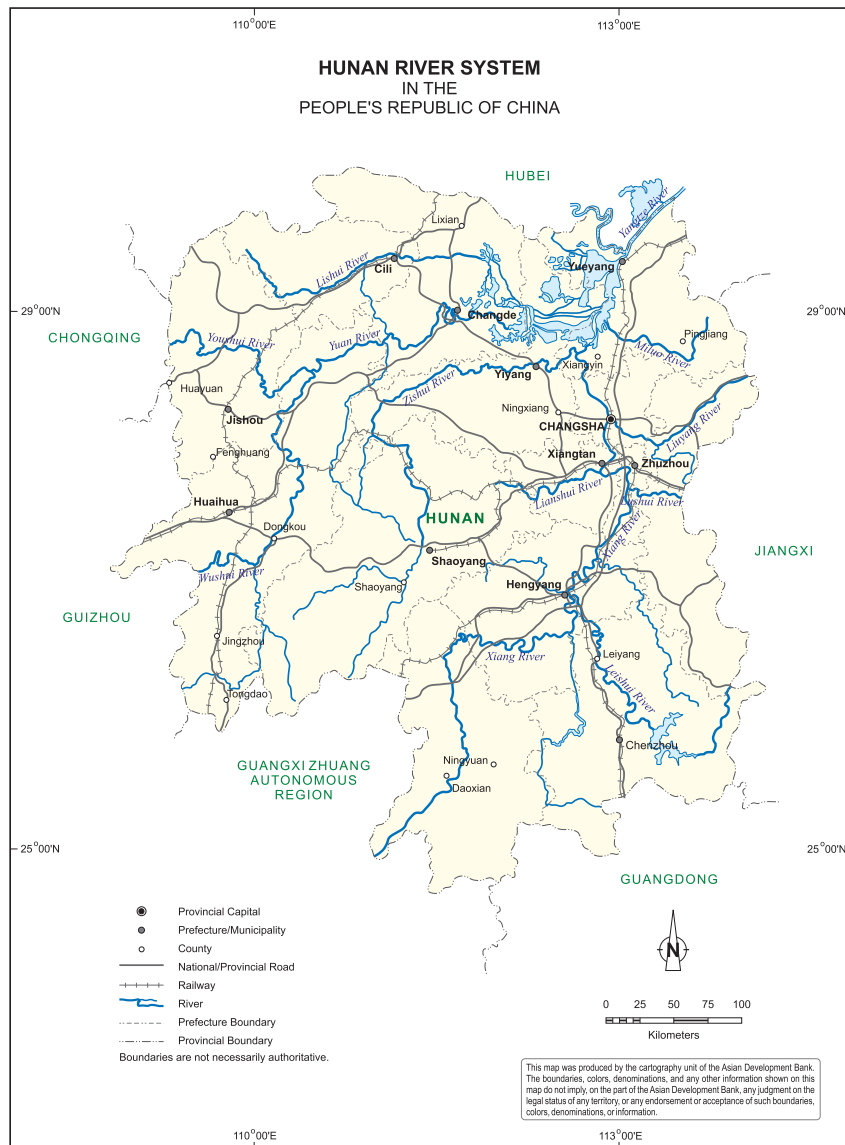 110°00'E
113°00'E
HUNAN RIVER SYSTEM
IN THE
PEOPLE'S REPUBLIC OF CHINA
HUBEI
Lixian
Yangtze River
Lishui River
Cili
Yueyang
29°00'N
29°00'N
CHONGQING
Changde
Youshui River
Yuan River
Miluo River
Pingjiang
Xiangyin
Yiyang
Zishui River
Huayuan
Jishou
Ningxiang
CHANGSHA
Liuyang River
Fenghuang
Xiangtan
Zhuzhou
Lianshui River
Lushui River
Huaihua
HUNAN
Dongkou
Xiang River
Shaoyang
JIANGXI
Wushui River
Shaoyang
Hengyang
GUIZHOU
Jingzhou
Xiang River
Leiyang
Leishui River
Tongdao
Chenzhou
GUANGXI ZHUANG
AUTONOMOUS
REGION
Ningyuan
Daoxian
25°00'N
25°00'N
GUANGDONG
Provincial Capital
Prefecture/Municipality
County
National/Provincial Road
Railway
River
Prefecture Boundary
Provincial Boundary
Boundaries are not necessarily authoritative.
N
0 25 50 75 100
Kilometers
This map was produced by the cartography unit of the Asian Development Bank.
The boundaries, colors, denominations, and any other information shown on this
map do not imply, on the part of the Asian Development Bank, any judgment on the
legal status of any territory, or any endorsement or acceptance of such boundaries,
colors, denominations, or information.
110°00'E
113°00'E